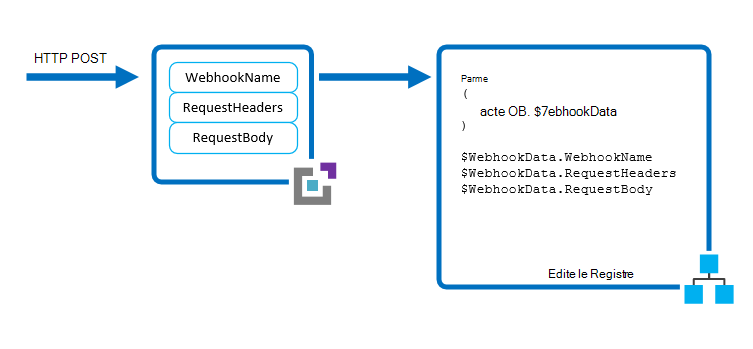 HTTP POST
WebhookName
RequestHeaders
RequestBody
Parme
(
acte OB. $7ebhookData
)
$WebhookData.WebhookName
$WebhookData.RequestHeaders
$WebhookData.RequestBody
Edite le Registre